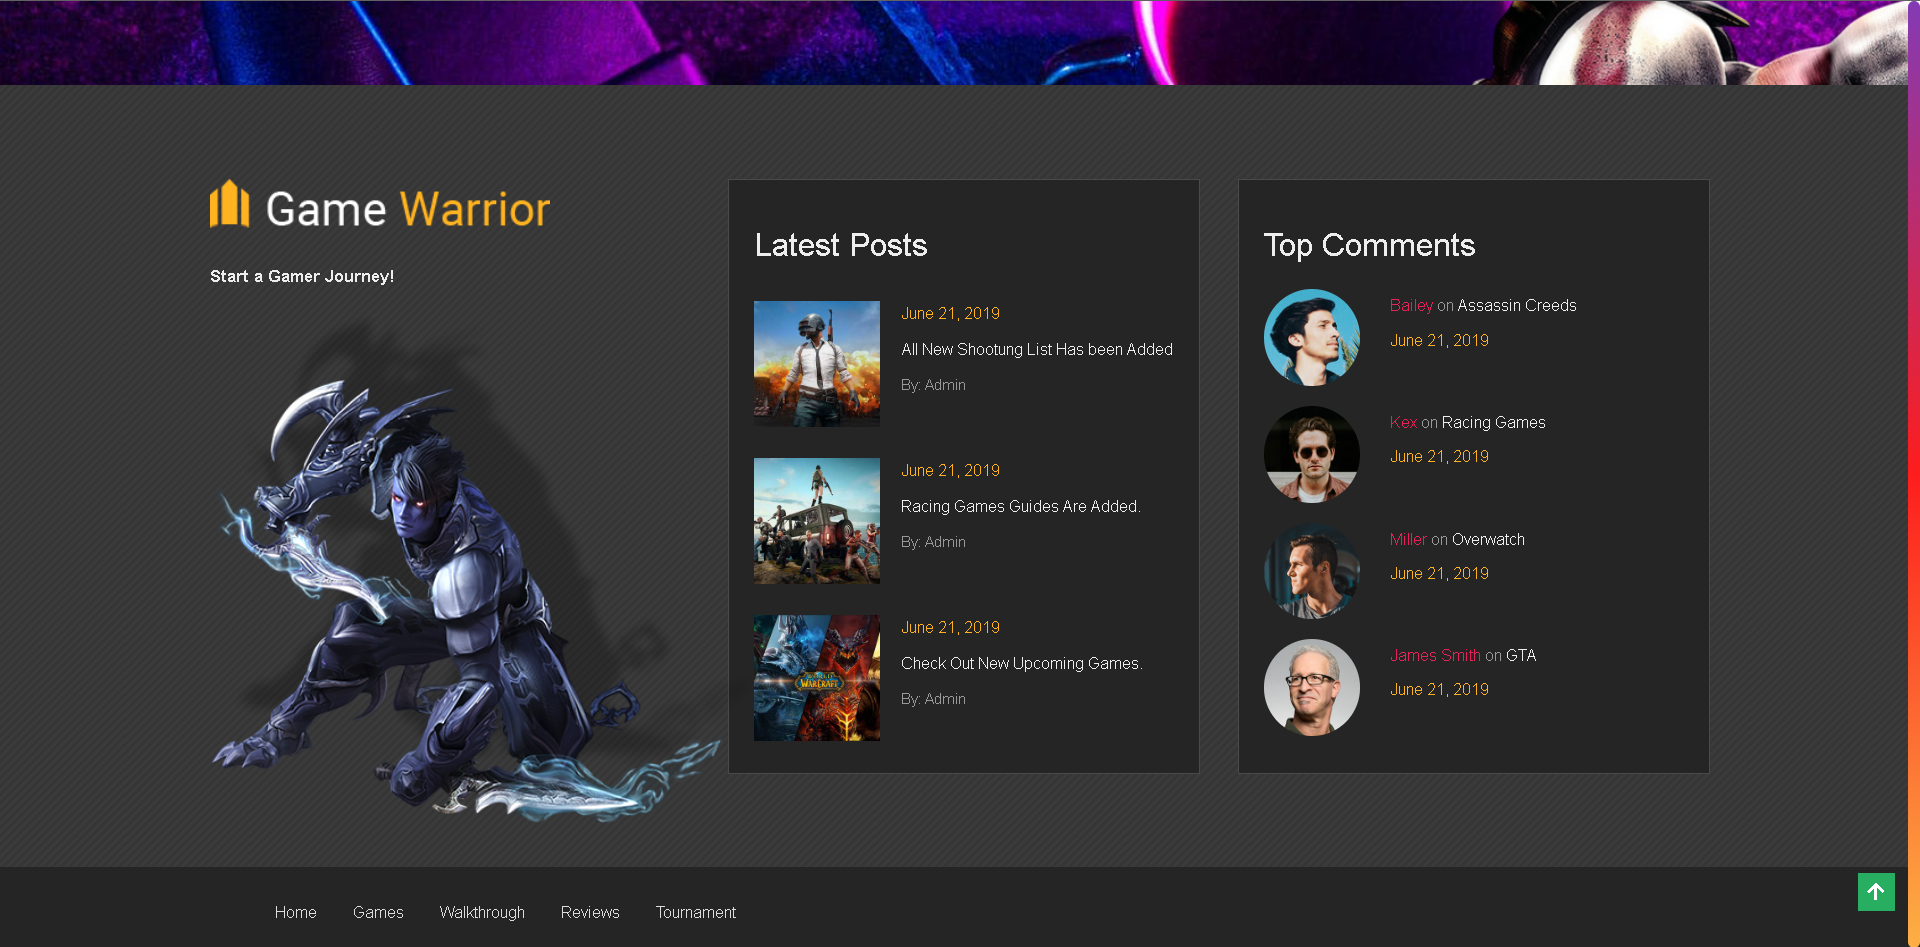 Game Warrior
Start a Gamer Journey!
Latest Posts
June 21, 2019
All New Shootung List Has been Added
By: Admin
June 21, 2019
Racing Games Guides Are Added.
By: Admin
WORLD OF WARCRAFT
June 21, 2019
Check Out New Upcoming Games.
By: Admin
Top Comments
Bailey on Assassin Creeds
June 21, 2019
Kex on Racing Games
June 21, 2019
Miller on Overwatch
June 21, 2019
James Smith on GTA
June 21, 2019
Home Games Walkthrough Reviews Tournament